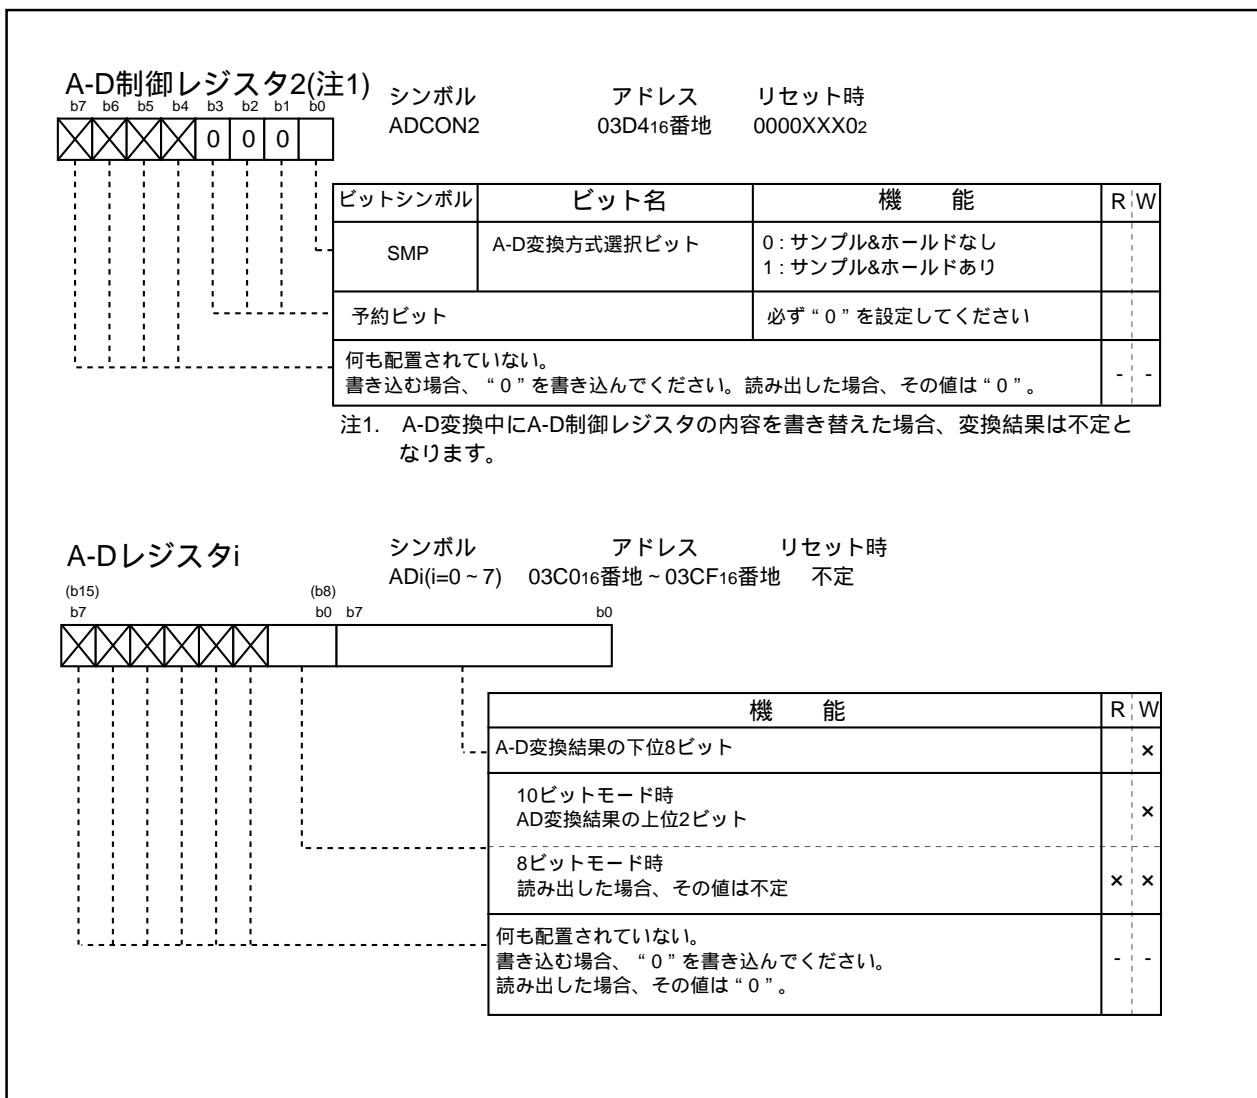 A-D制御レジスタ2(注1)
シンボル アドレス リセット時
ADCON2 03D416番地 0000XXX02
b7 b6 b5 b4 b3 b2 b1 b0
0 0 0
ビットシンボル ビット名 機 能 R W
SMP A-D変換方式選択ビット 0 : サンプル&ホールドなし
1 : サンプル&ホールドあり
予約ビット 必ず “ 0 ” を設定してください
何も配置されていない。
書き込む場合、 “ 0 ” を書き込んでください。読み出した場合、その値は “ 0 ” 。 - -
注1. A-D変換中にA-D制御レジスタの内容を書き替えた場合、変換結果は不定と
なります。
A-Dレジスタi
シンボル アドレス リセット時
ADi(i=0 ~ 7) 03C016番地 ~ 03CF16番地 不定
(b15) (b8)
b7 b0 b7 b0
機 能 R W
A-D変換結果の下位8ビット ×
10ビットモード時
AD変換結果の上位2ビット ×
8ビットモード時
読み出した場合、その値は不定 × ×
何も配置されていない。
書き込む場合、 “ 0 ” を書き込んでください。 - -
読み出した場合、その値は “ 0 ” 。